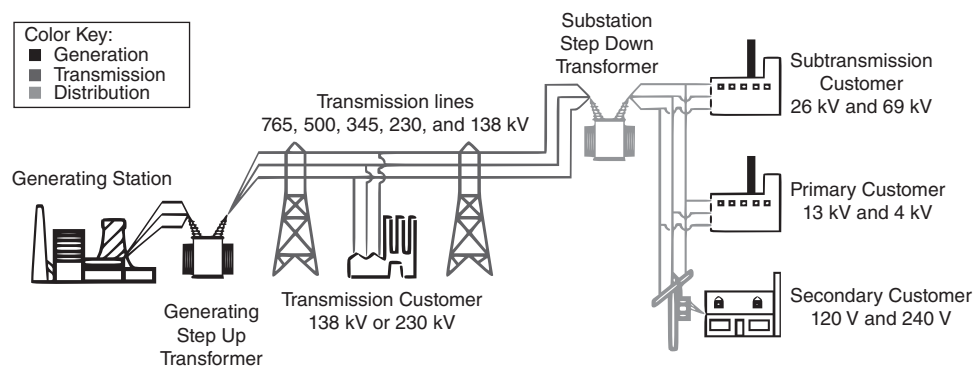 Color Key:
Generation
Transmission
Distribution
Substation
Step Down
Transformer
Subtransmission
Customer
26 kV and 69 kV
Transmission lines
765, 500, 345, 230, and 138 kV
Generating Station
Primary Customer
13 kV and 4 kV
Transmission Customer
138 kV or 230 kV
Generating
Step Up
Transformer
Secondary Customer
120 V and 240 V